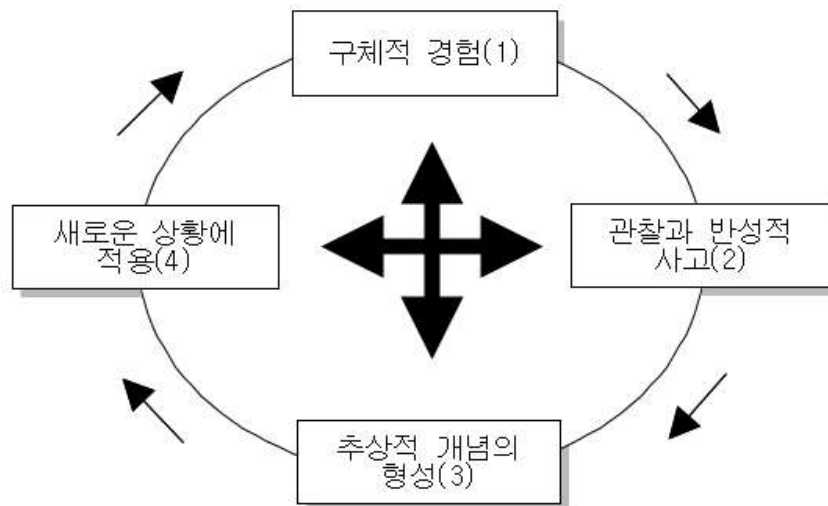 구체적 경험(1)
새로운 상황에
적용(4)
관찰과 반성적
사고(2)
추상적 개념의
형성(3)